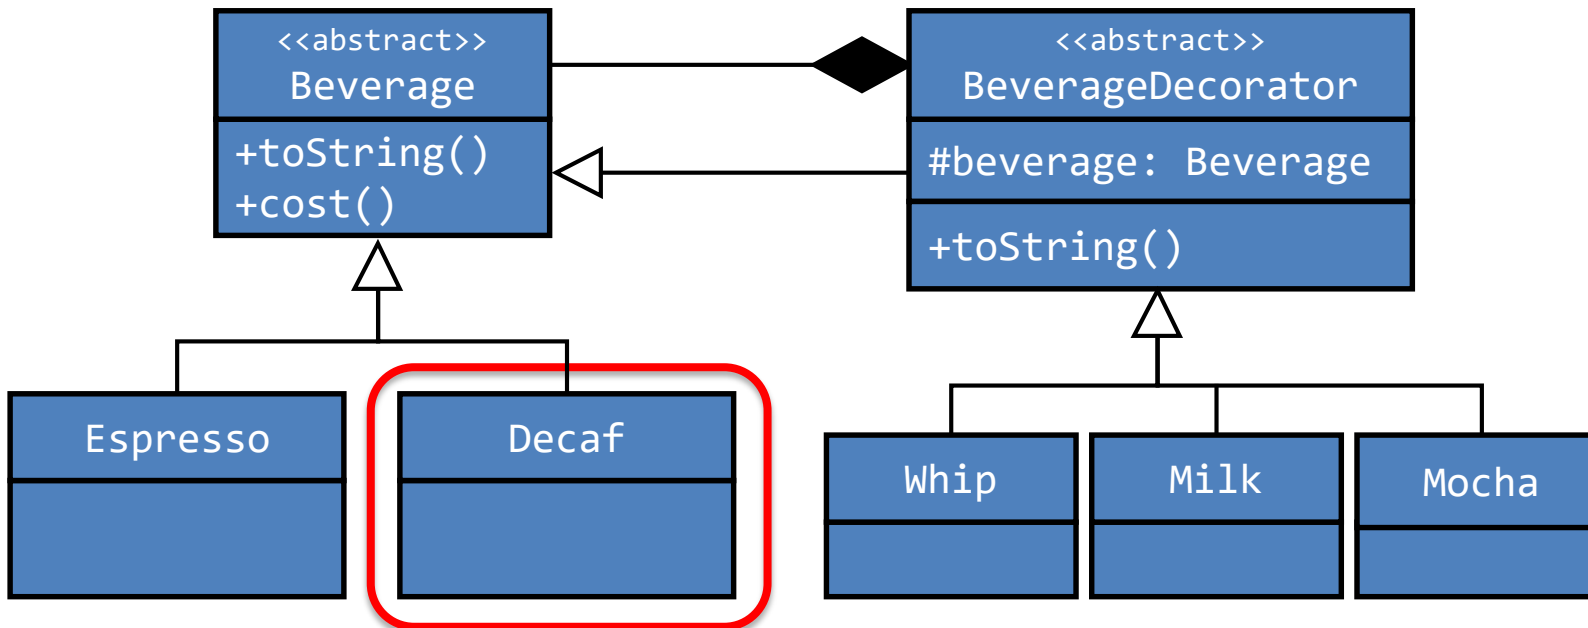 <<abstract>>
Beverage
+toString()
+cost()
<<abstract>>
BeverageDecorator
#beverage: Beverage
+toString()
Espresso
Decaf
Whip
Milk
Mocha